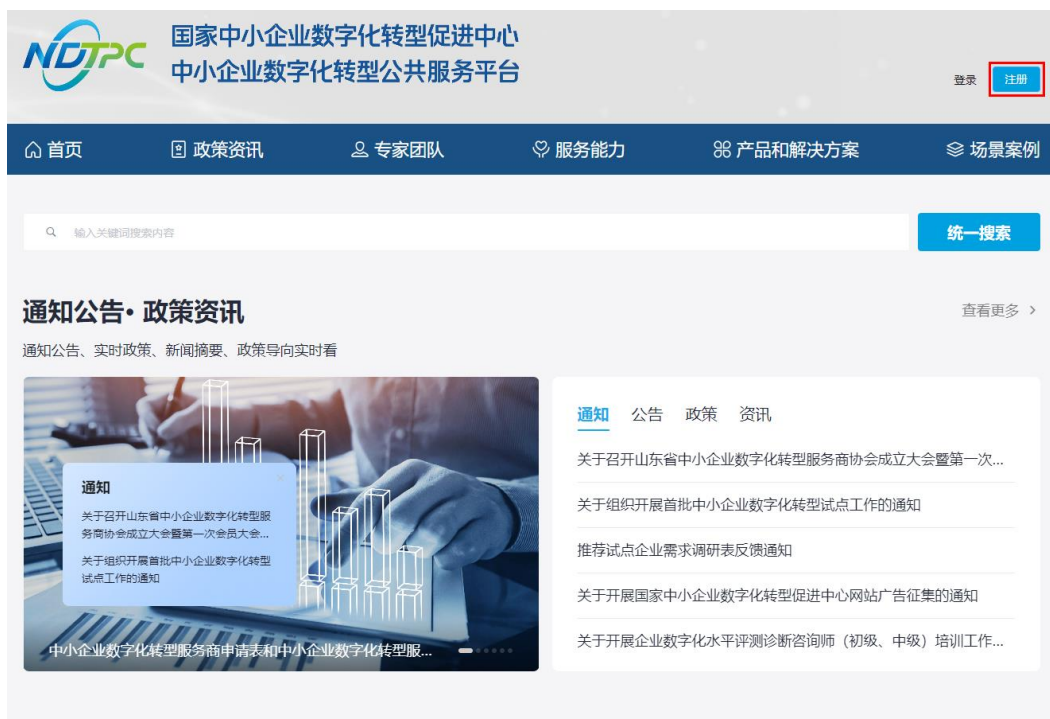 NDTPC
国家中小企业数字化转型促进中心
中小企业数字化转型公共服务平台
登录 注册
首页 政策资讯 专家团队 服务能力 产品和解决方案 场景案例
输入关键词搜索内容 统一搜索
通知公告• 政策资讯
查看更多 >
通知公告、实时政策、新闻摘要、政策导向实时看
通知
关于召开山东省中小企业数字化转型服
务商协会成立大会暨第一次会员大会...
关于组织开展首批中小企业数字化转型
试点工作的通知
中小企业数字化转型服务商申请表和中小企业数字化转型服...
通知 公告 政策 资讯
关于召开山东省中小企业数字化转型服务商协会成立大会暨第一次...
关于组织开展首批中小企业数字化转型试点工作的通知
推荐试点企业需求调研表反馈通知
关于开展国家中小企业数字化转型促进中心网站广告征集的通知
关于开展企业数字化水平评测诊断咨询师（初级、中级）培训工作...